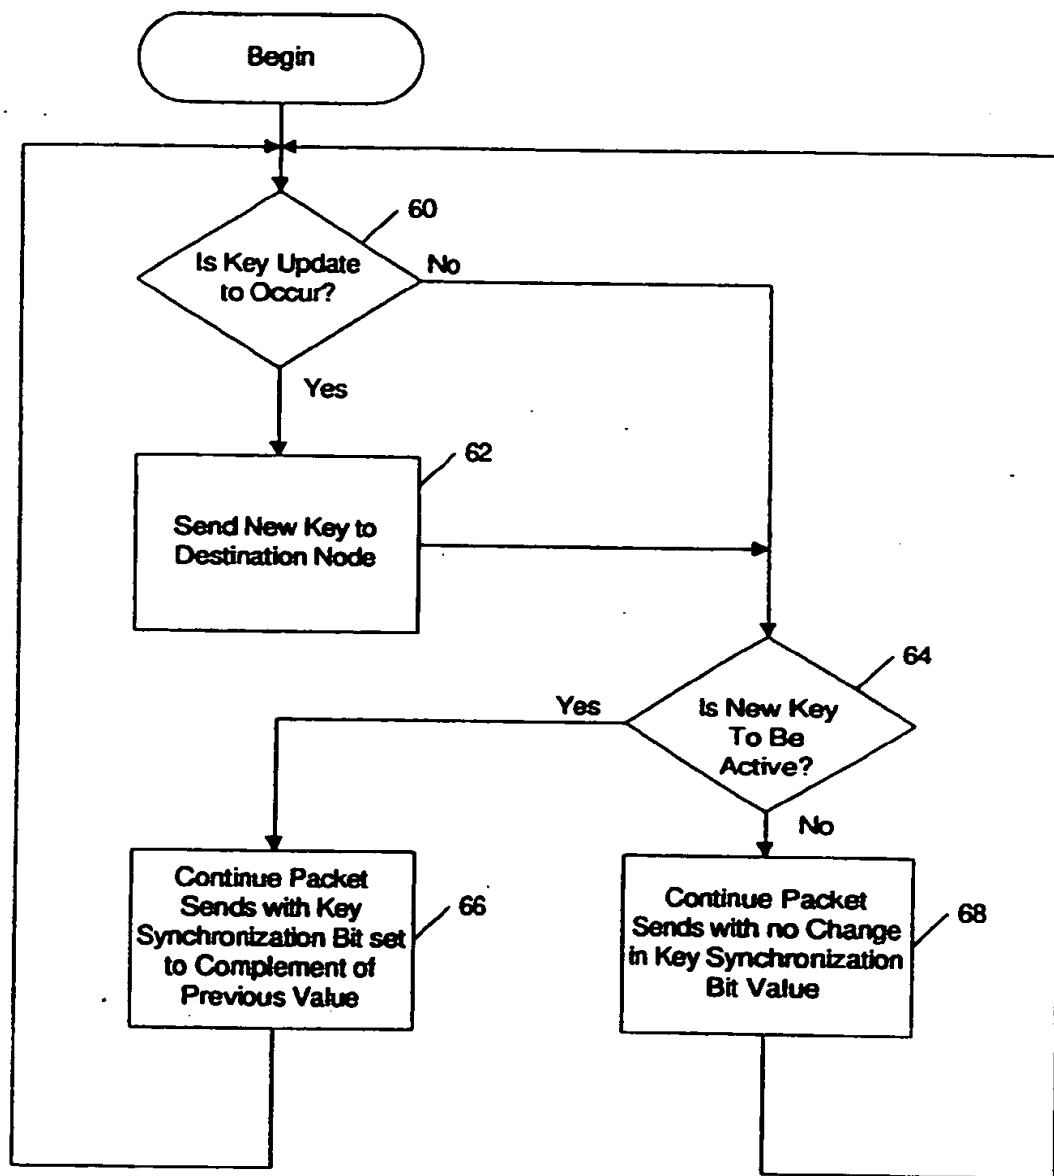 Begin
60
Is Key Update
to Occur?
No
Yes
62
Send New Key to
Destination Node
64
Is New Key
To Be
Active?
Yes
No
Continue Packet
Sends with Key
Synchronization Bit set
to Complement of
Previous Value
66
Continue Packet
Sends with no Change
in Key Synchronization
Bit Value
68